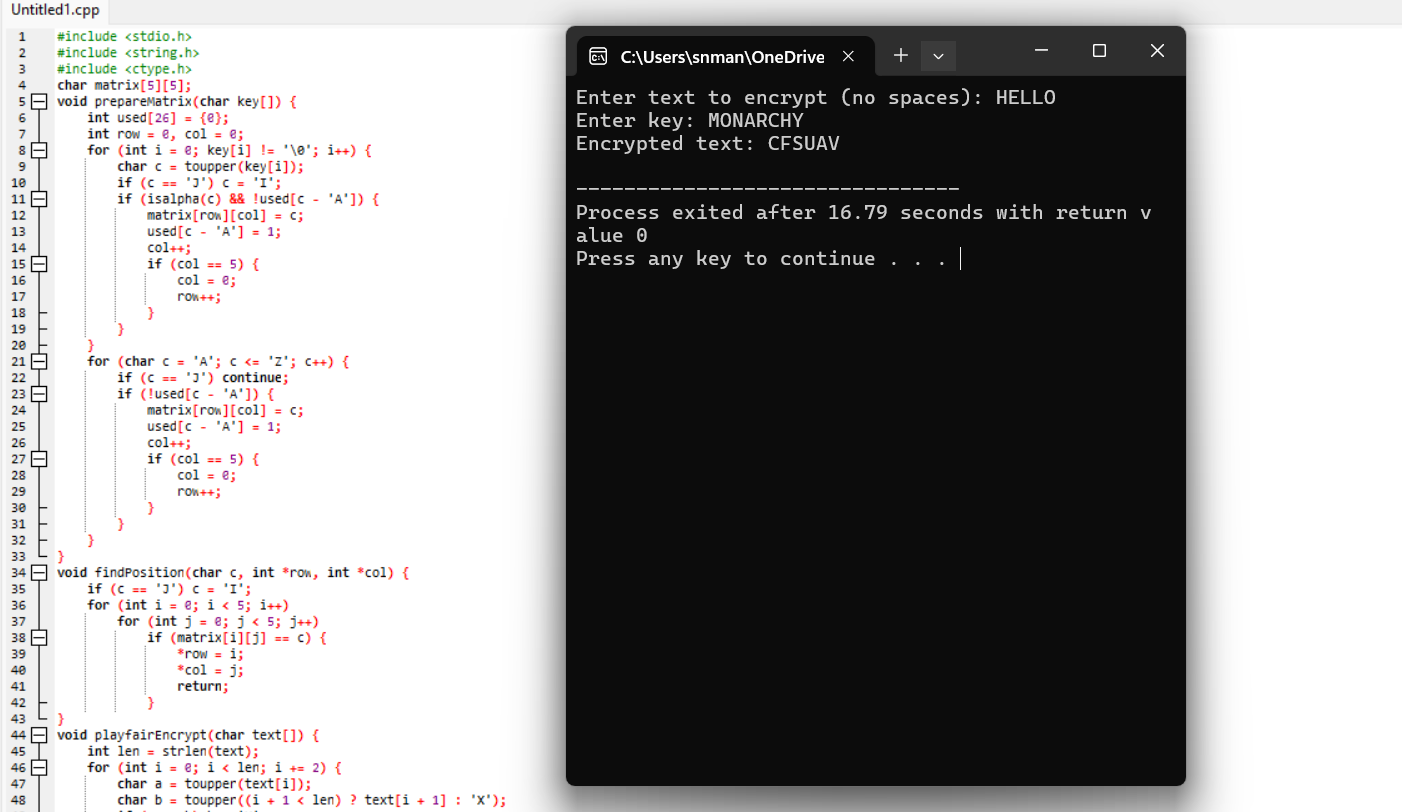 Untitled1.cpp
1 #include <stdio.h>
2 #include <string.h>
3 #include <ctype.h>
4 char matrix[5][5];
5 void prepareMatrix(char key[]) {
6 int used[26] = {0};
7 int row = 0, col = 0;
8 for (int i = 0; key[i] != '\0'; i++) {
9 char c = toupper(key[i]);
10 if (c == 'J') c = 'I';
11 if (isalpha(c) && !used[c - 'A']) {
12 matrix[row][col] = c;
13 used[c - 'A'] = 1;
14 col++;
15 if (col == 5) {
16 col = 0;
17 row++;
18 }
19 }
20 }
21 for (char c = 'A'; c <= 'Z'; c++) {
22 if (c == 'J') continue;
23 if (!used[c - 'A']) {
24 matrix[row][col] = c;
25 used[c - 'A'] = 1;
26 col++;
27 if (col == 5) {
28 col = 0;
29 row++;
30 }
31 }
32 }
33 }
34 void findPosition(char c, int *row, int *col) {
35 if (c == 'J') c = 'I';
36 for (int i = 0; i < 5; i++)
37 for (int j = 0; j < 5; j++)
38 if (matrix[i][j] == c) {
39 *row = i;
40 *col = j;
41 return;
42 }
43 }
44 void playfairEncrypt(char text[]) {
45 int len = strlen(text);
46 for (int i = 0; i < len; i += 2) {
47 char a = toupper(text[i]);
48 char b = toupper((i + 1 < len) ? text[i + 1] : 'X');
C:\Users\snman\OneDrive
Enter text to encrypt (no spaces): HELLO
Enter key: MONARCHY
Encrypted text: CFSUAV
--------------------------------
Process exited after 16.79 seconds with return v
alue 0
Press any key to continue . . .